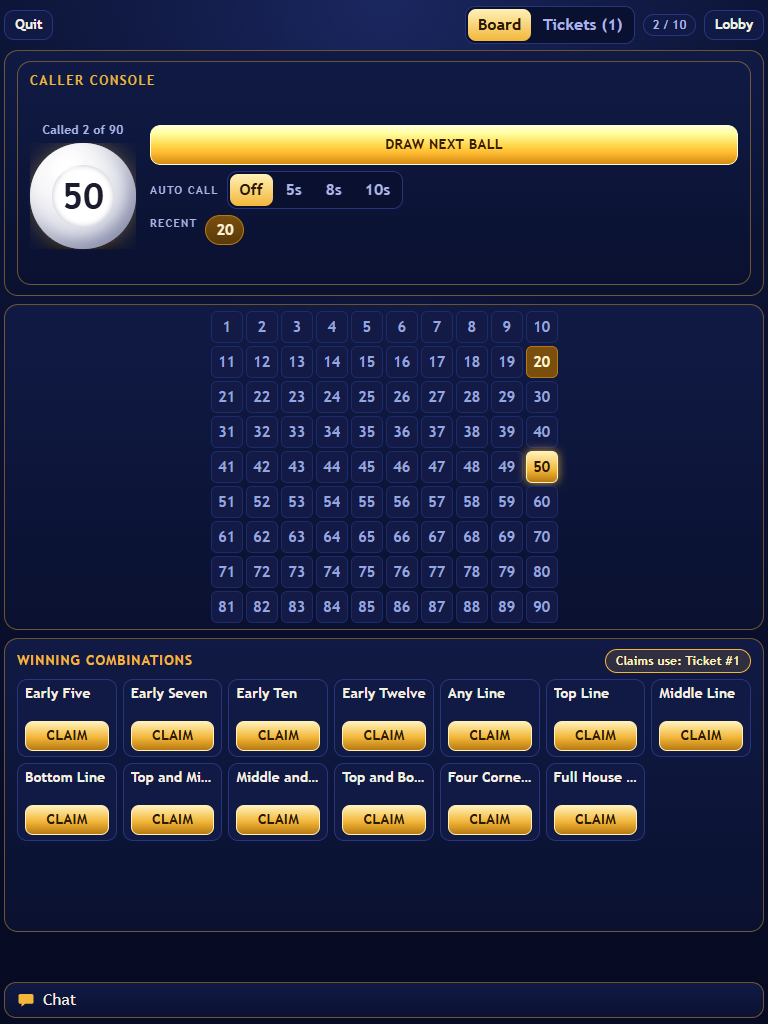 Quit Board Tickets (1) 2 / 10 Lobby
CALLER CONSOLE
Called 2 of 90
50
DRAW NEXT BALL
AUTO CALL Off 5s 8s 10s
RECENT 20
1 2 3 4 5 6 7 8 9 10
11 12 13 14 15 16 17 18 19 20
21 22 23 24 25 26 27 28 29 30
31 32 33 34 35 36 37 38 39 40
41 42 43 44 45 46 47 48 49 50
51 52 53 54 55 56 57 58 59 60
61 62 63 64 65 66 67 68 69 70
71 72 73 74 75 76 77 78 79 80
81 82 83 84 85 86 87 88 89 90
WINNING COMBINATIONS Claims use: Ticket #1
Early Five Early Seven Early Ten Early Twelve Any Line Top Line Middle Line
CLAIM CLAIM CLAIM CLAIM CLAIM CLAIM CLAIM
Bottom Line Top and Mi... Middle and... Top and Bo... Four Corne... Full House ...
CLAIM CLAIM CLAIM CLAIM CLAIM CLAIM
Chat